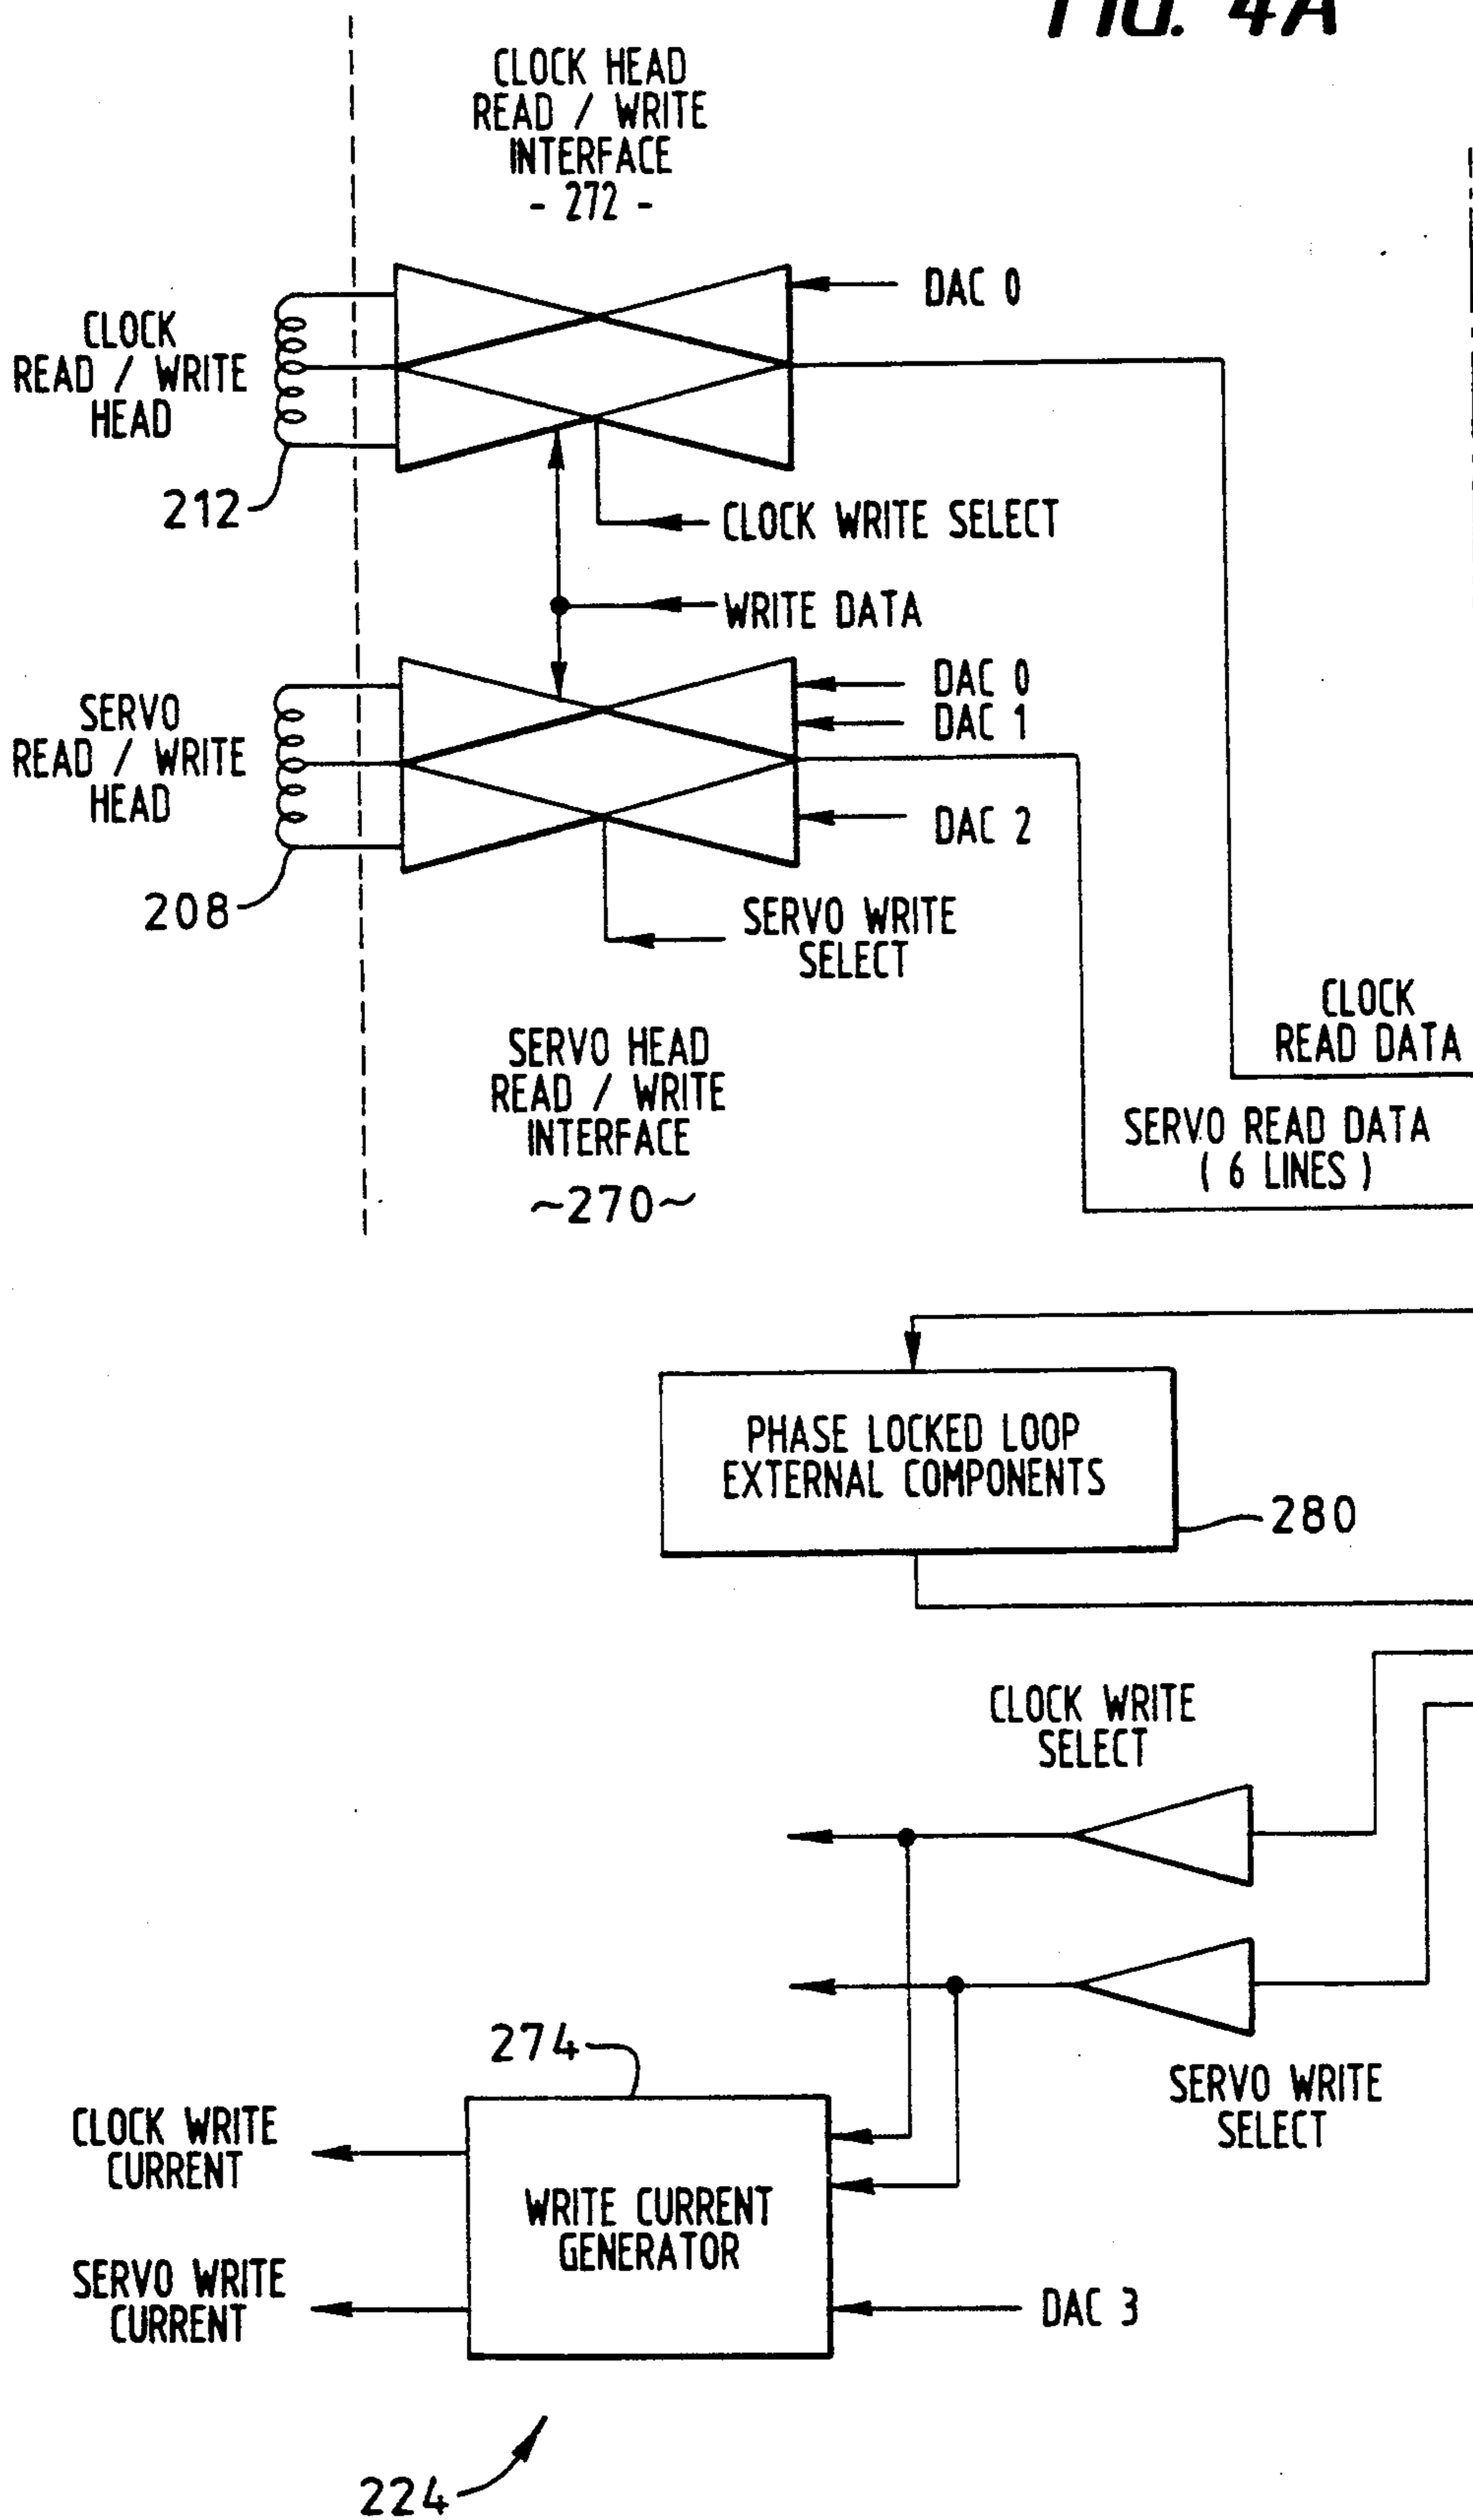 FIG. 4A
CLOCK HEAD
READ / WRITE
INTERFACE
- 272 -
DAC 0
CLOCK
READ / WRITE
HEAD
212
CLOCK WRITE SELECT
WRITE DATA
DAC 0
DAC 1
SERVO
READ / WRITE
HEAD
DAC 2
208
SERVO WRITE
SELECT
CLOCK
READ DATA
SERVO HEAD
READ / WRITE
INTERFACE
~270~
SERVO READ DATA
( 6 LINES )
PHASE LOCKED LOOP
EXTERNAL COMPONENTS
280
CLOCK WRITE
SELECT
274
SERVO WRITE
SELECT
CLOCK WRITE
CURRENT
WRITE CURRENT
GENERATOR
SERVO WRITE
CURRENT
DAC 3
224